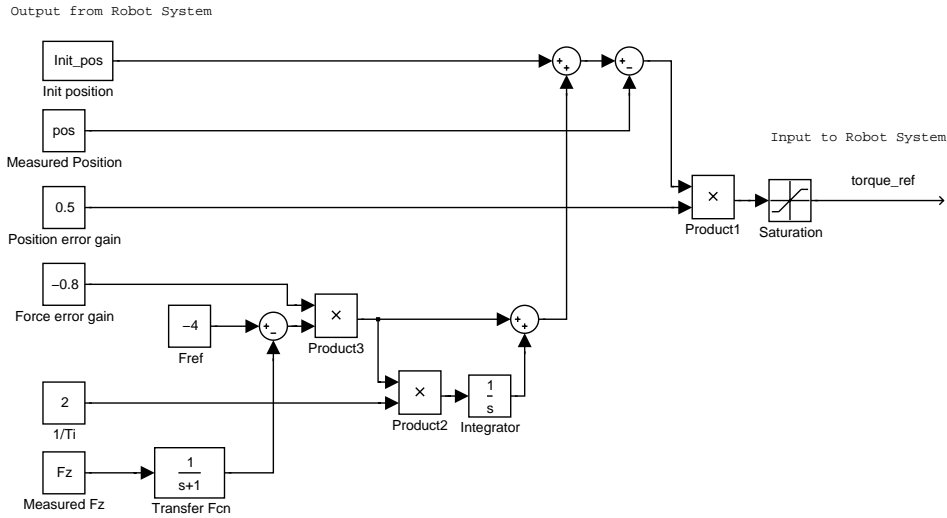 Output from Robot System
Init_pos
Init position
pos
Measured Position
Input to Robot System
torque_ref
0.5
Position error gain
×
Product1
Saturation
−0.8
Force error gain
−4
Fref
×
Product3
2
1/Ti
×
Product2
1
s
Integrator
Fz
Measured Fz
1
s+1
Transfer Fcn